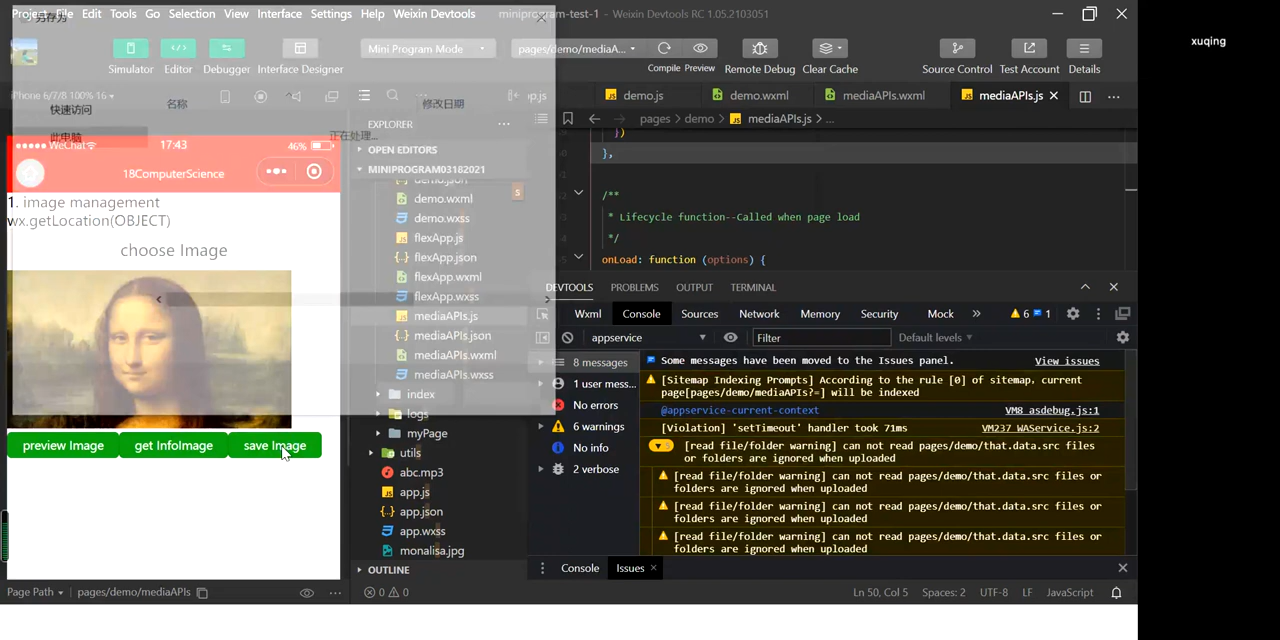 Project File Edit Tools Go Selection View Interface Settings Help Weixin Devtools
miniprogram-test-1 - Weixin Devtools RC 1.05.2103051
xuqing
另存为
Mini Program Mode
pages/demo/mediaA...
Simulator Editor Debugger Interface Designer
Compile Preview Remote Debug Clear Cache
Source Control Test Account Details
iPhone 6/7/8 100% 16
demo.js demo.wxml mediaAPIs.wxml mediaAPIs.js
快速访问
名称
修改日期
此电脑
正在处理...
pages demo mediaAPIs.js ...
EXPLORER
OPEN EDITORS
MINIPROGRAM03182021
WeChat 17:43 46%
18ComputerScience
1. image management
wx.getLocation(OBJECT)
choose Image
preview Image get InfoImage save Image
demo.json
demo.wxml
demo.wxss
flexApp.js
flexApp.json
flexApp.wxml
flexApp.wxss
mediaAPIs.js
mediaAPIs.json
mediaAPIs.wxml
mediaAPIs.wxss
index
logs
myPage
utils
abc.mp3
app.js
app.json
app.wxss
monalisa.jpg
OUTLINE
})
},
/**
* Lifecycle function--Called when page load
*/
onLoad: function (options) {
DEVTOOLS PROBLEMS OUTPUT TERMINAL
Wxml Console Sources Network Memory Security Mock 6 1
appservice Filter Default levels
8 messages
1 user mess...
No errors
6 warnings
No info
2 verbose
Some messages have been moved to the Issues panel. View issues
[Sitemap Indexing Prompts] According to the rule [0] of sitemap, current
page[pages/demo/mediaAPIs?=] will be indexed
@appservice-current-context VM8 asdebug.js:1
[Violation] 'setTimeout' handler took 71ms VM237 WAService.js:2
[read file/folder warning] can not read pages/demo/that.data.src files
or folders are ignored when uploaded
[read file/folder warning] can not read pages/demo/that.data.src files or
folders are ignored when uploaded
[read file/folder warning] can not read pages/demo/that.data.src files or
folders are ignored when uploaded
[read file/folder warning] can not read pages/demo/that.data.src files or
folders are ignored when uploaded
Console Issues
Page Path pages/demo/mediaAPIs
0 0
Ln 50, Col 5 Spaces: 2 UTF-8 LF JavaScript